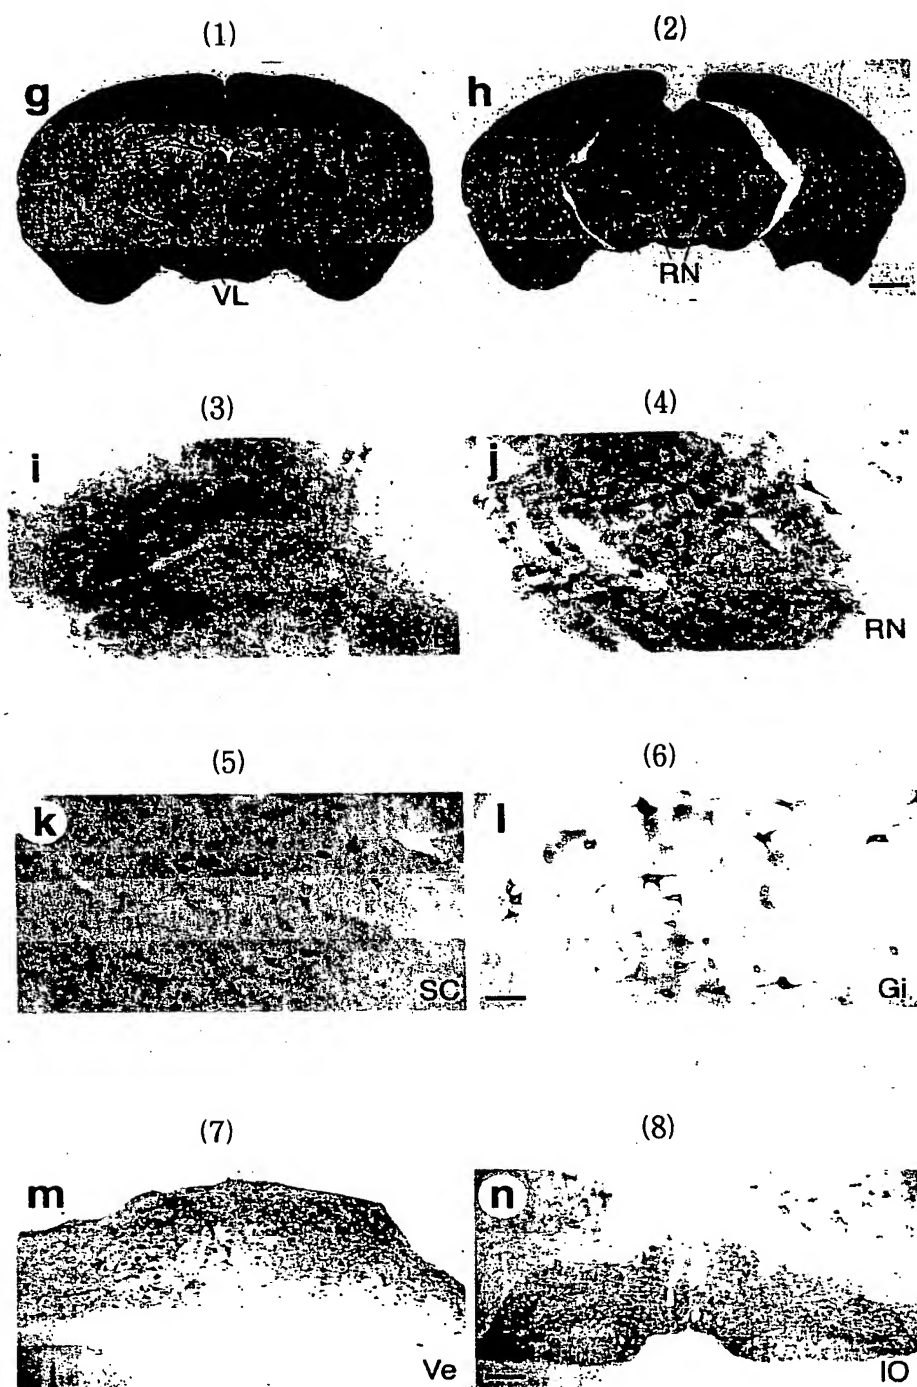 (1) (2)
g h
VL RN
(3) (4)
i j
RN
(5) (6)
k l
SC Gi
(7) (8)
m n
Ve IO